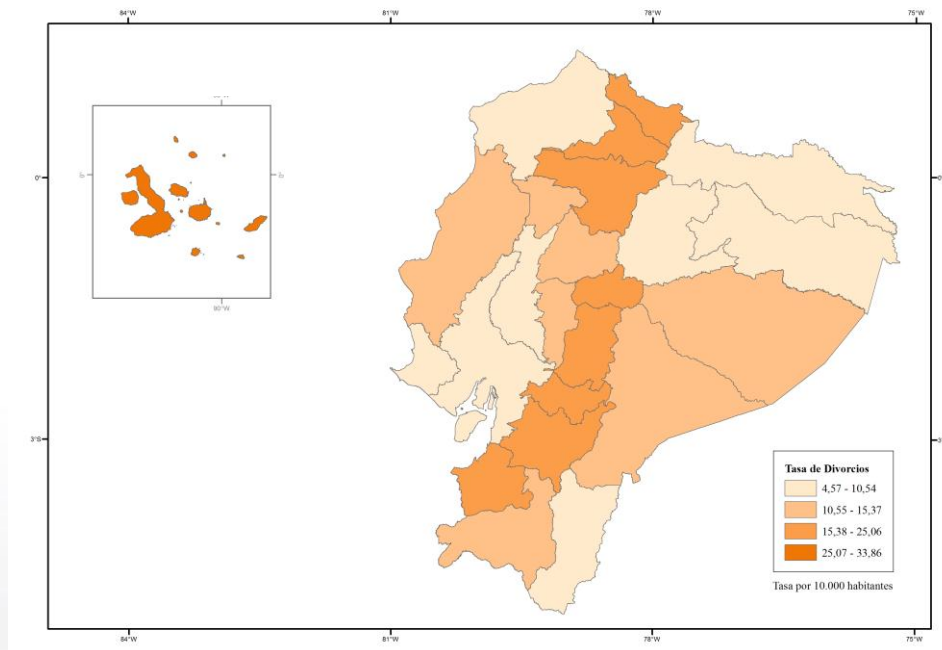 84°W 81°W 78°W 75°W
0°
0°
90°W
3°S
Tasa de Divorcios
4,57 - 10,54
10,55 - 15,37
15,38 - 25,06
25,07 - 33,86
Tasa por 10.000 habitantes
84°W 81°W 78°W 75°W